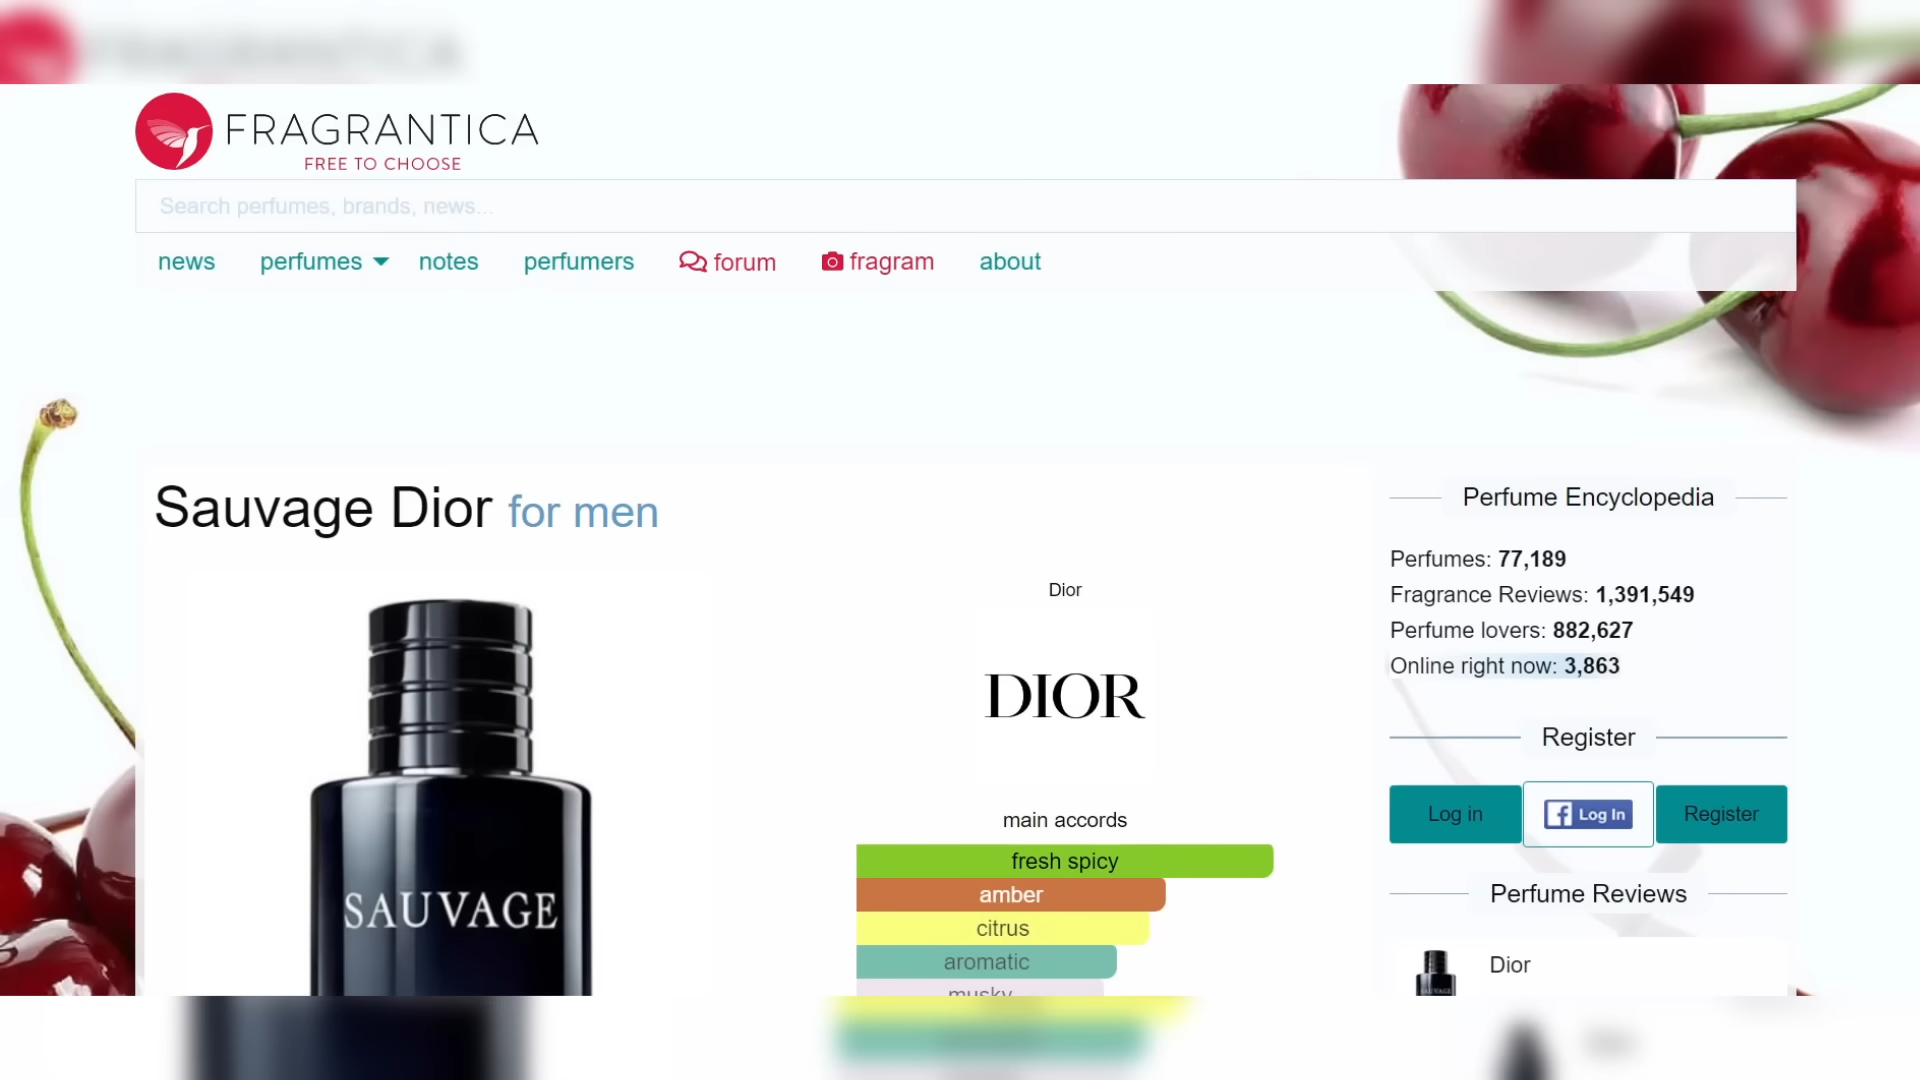 FRAGRANTICA
FREE TO CHOOSE
Search perfumes, brands, news...
news perfumes notes perfumers forum fragram about
Sauvage Dior for men
SAUVAGE
Dior
DIOR
main accords
fresh spicy
amber
citrus
aromatic
musky
Perfume Encyclopedia
Perfumes: 77,189
Fragrance Reviews: 1,391,549
Perfume lovers: 882,627
Online right now: 3,863
Register
Log in Log In Register
Perfume Reviews
Dior
SAUVAGE